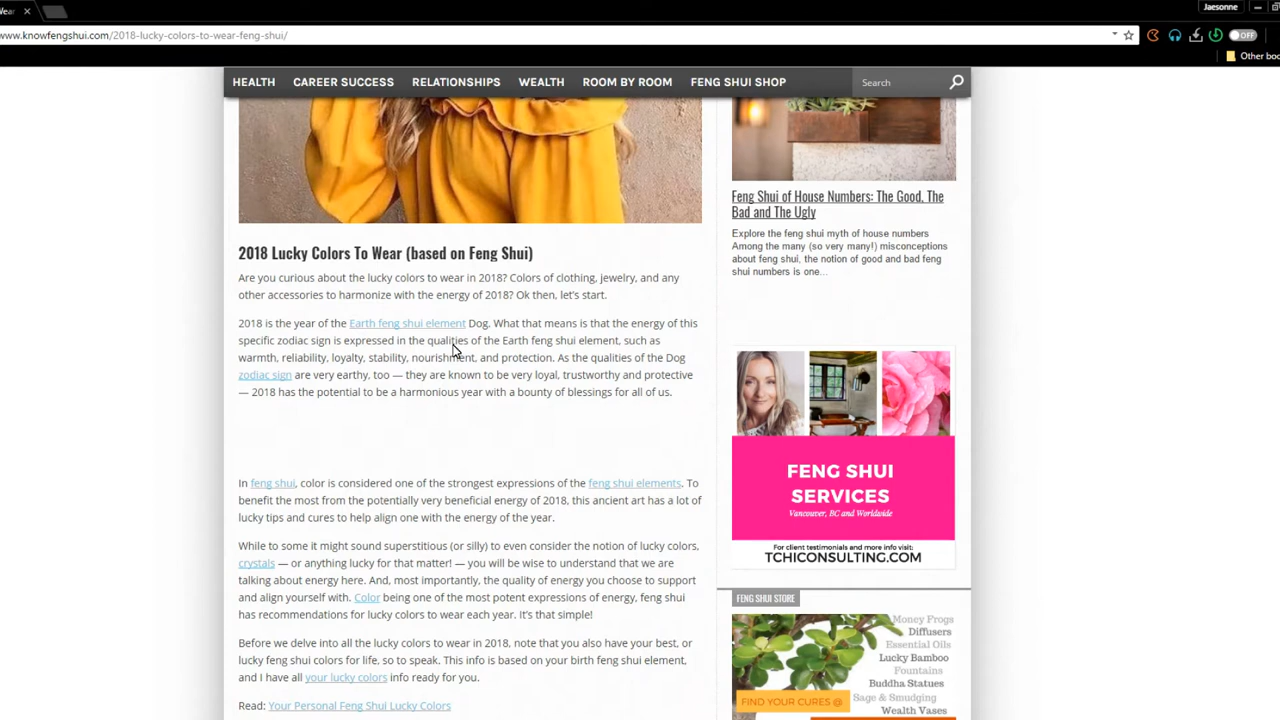 Wear
Jaesonne
www.knowfengshui.com/2018-lucky-colors-to-wear-feng-shui/
OFF
Other boo
HEALTH CAREER SUCCESS RELATIONSHIPS WEALTH ROOM BY ROOM FENG SHUI SHOP Search
2018 Lucky Colors To Wear (based on Feng Shui)
Are you curious about the lucky colors to wear in 2018? Colors of clothing, jewelry, and any
other accessories to harmonize with the energy of 2018? Ok then, let's start.
2018 is the year of the Earth feng shui element Dog. What that means is that the energy of this
specific zodiac sign is expressed in the qualities of the Earth feng shui element, such as
warmth, reliability, loyalty, stability, nourishment, and protection. As the qualities of the Dog
zodiac sign are very earthy, too — they are known to be very loyal, trustworthy and protective
— 2018 has the potential to be a harmonious year with a bounty of blessings for all of us.
In feng shui, color is considered one of the strongest expressions of the feng shui elements. To
benefit the most from the potentially very beneficial energy of 2018, this ancient art has a lot of
lucky tips and cures to help align one with the energy of the year.
While to some it might sound superstitious (or silly) to even consider the notion of lucky colors,
crystals — or anything lucky for that matter! — you will be wise to understand that we are
talking about energy here. And, most importantly, the quality of energy you choose to support
and align yourself with. Color being one of the most potent expressions of energy, feng shui
has recommendations for lucky colors to wear each year. It's that simple!
Before we delve into all the lucky colors to wear in 2018, note that you also have your best, or
lucky feng shui colors for life, so to speak. This info is based on your birth feng shui element,
and I have all your lucky colors info ready for you.
Read: Your Personal Feng Shui Lucky Colors
Feng Shui of House Numbers: The Good, The
Bad and The Ugly
Explore the feng shui myth of house numbers
Among the many (so very many!) misconceptions
about feng shui, the notion of good and bad feng
shui numbers is one...
FENG SHUI
SERVICES
Vancouver, BC and Worldwide
For client testimonials and more info visit:
TCHICONSULTING.COM
FENG SHUI STORE
Money Frogs
Diffusers
Essential Oils
Lucky Bamboo
Fountains
Buddha Statues
Sage & Smudging
Wealth Vases
FIND YOUR CURES @